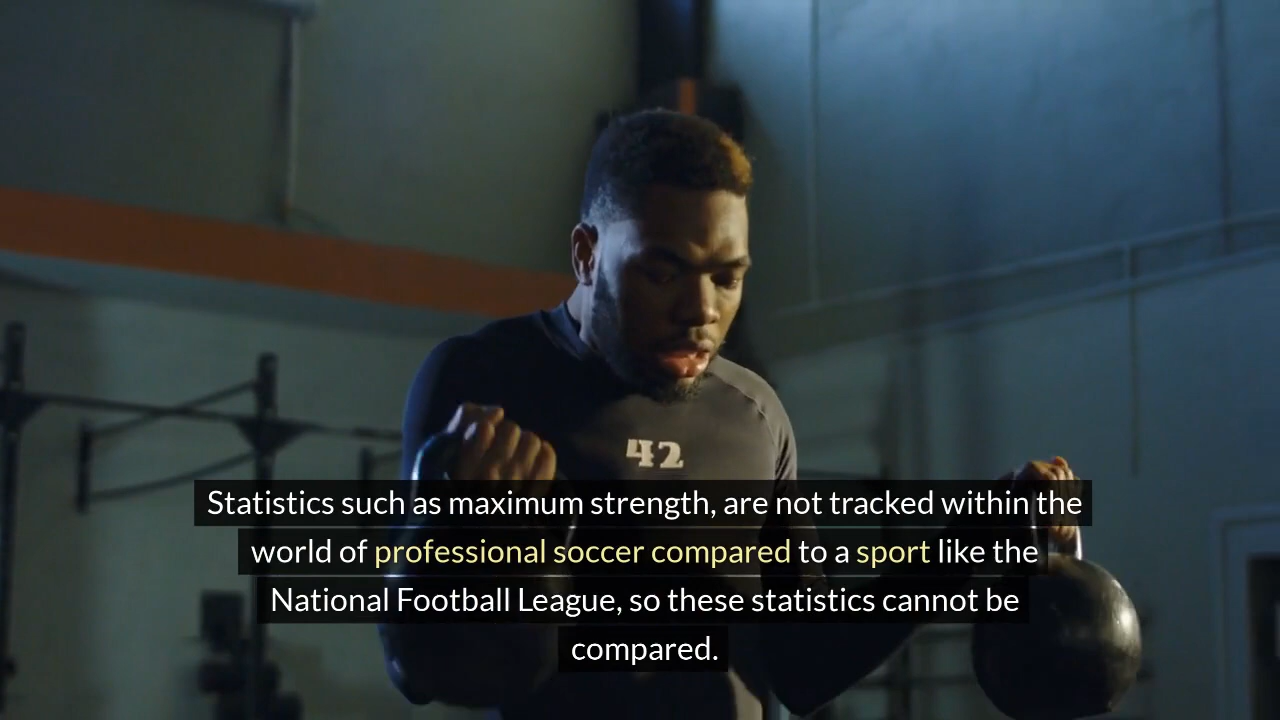 42
Statistics such as maximum strength, are not tracked within the
world of professional soccer compared to a sport like the
National Football League, so these statistics cannot be
compared.